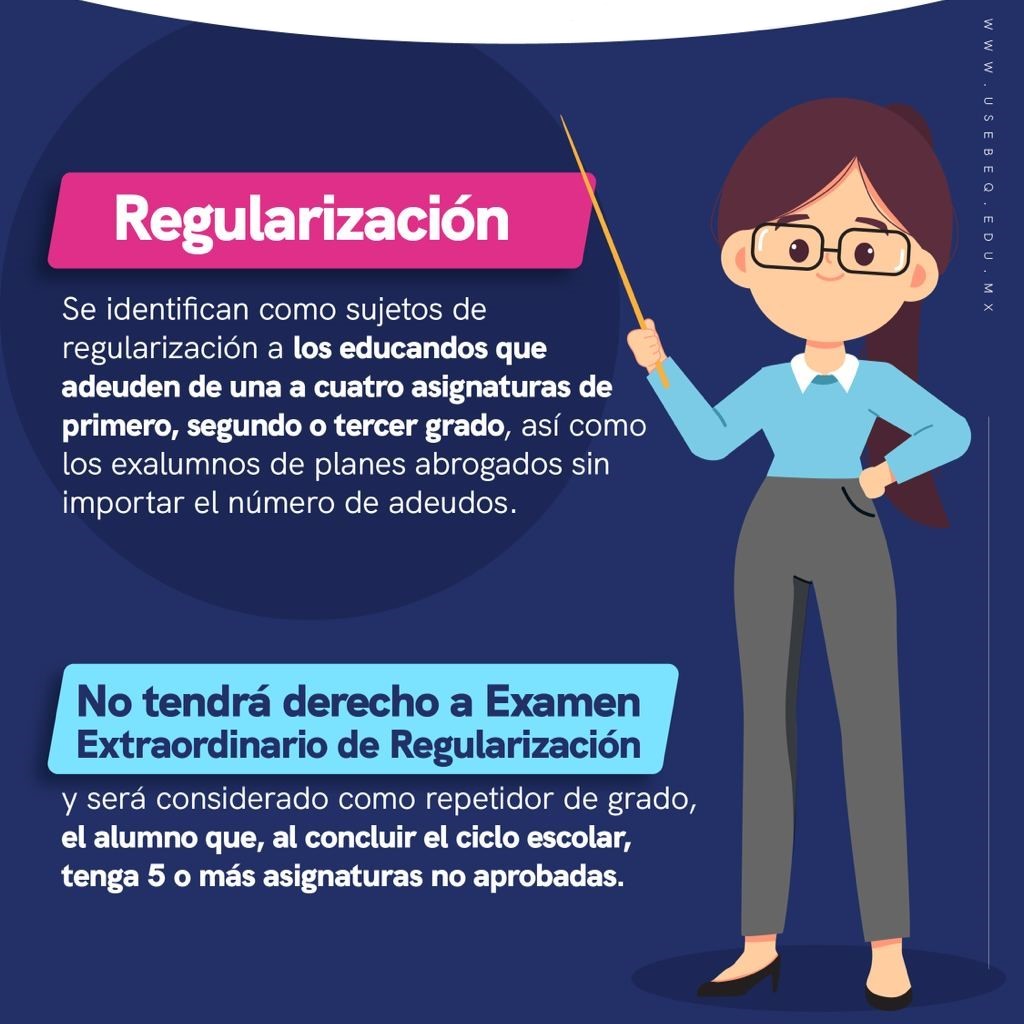 WWW.USEBEQ.EDU.MX
Regularización
Se identifican como sujetos de
regularización a los educandos que
adeuden de una a cuatro asignaturas de
primero, segundo o tercer grado, así como
los exalumnos de planes abrogados sin
importar el número de adeudos.
No tendrá derecho a Examen
Extraordinario de Regularización
y será considerado como repetidor de grado,
el alumno que, al concluir el ciclo escolar,
tenga 5 o más asignaturas no aprobadas.